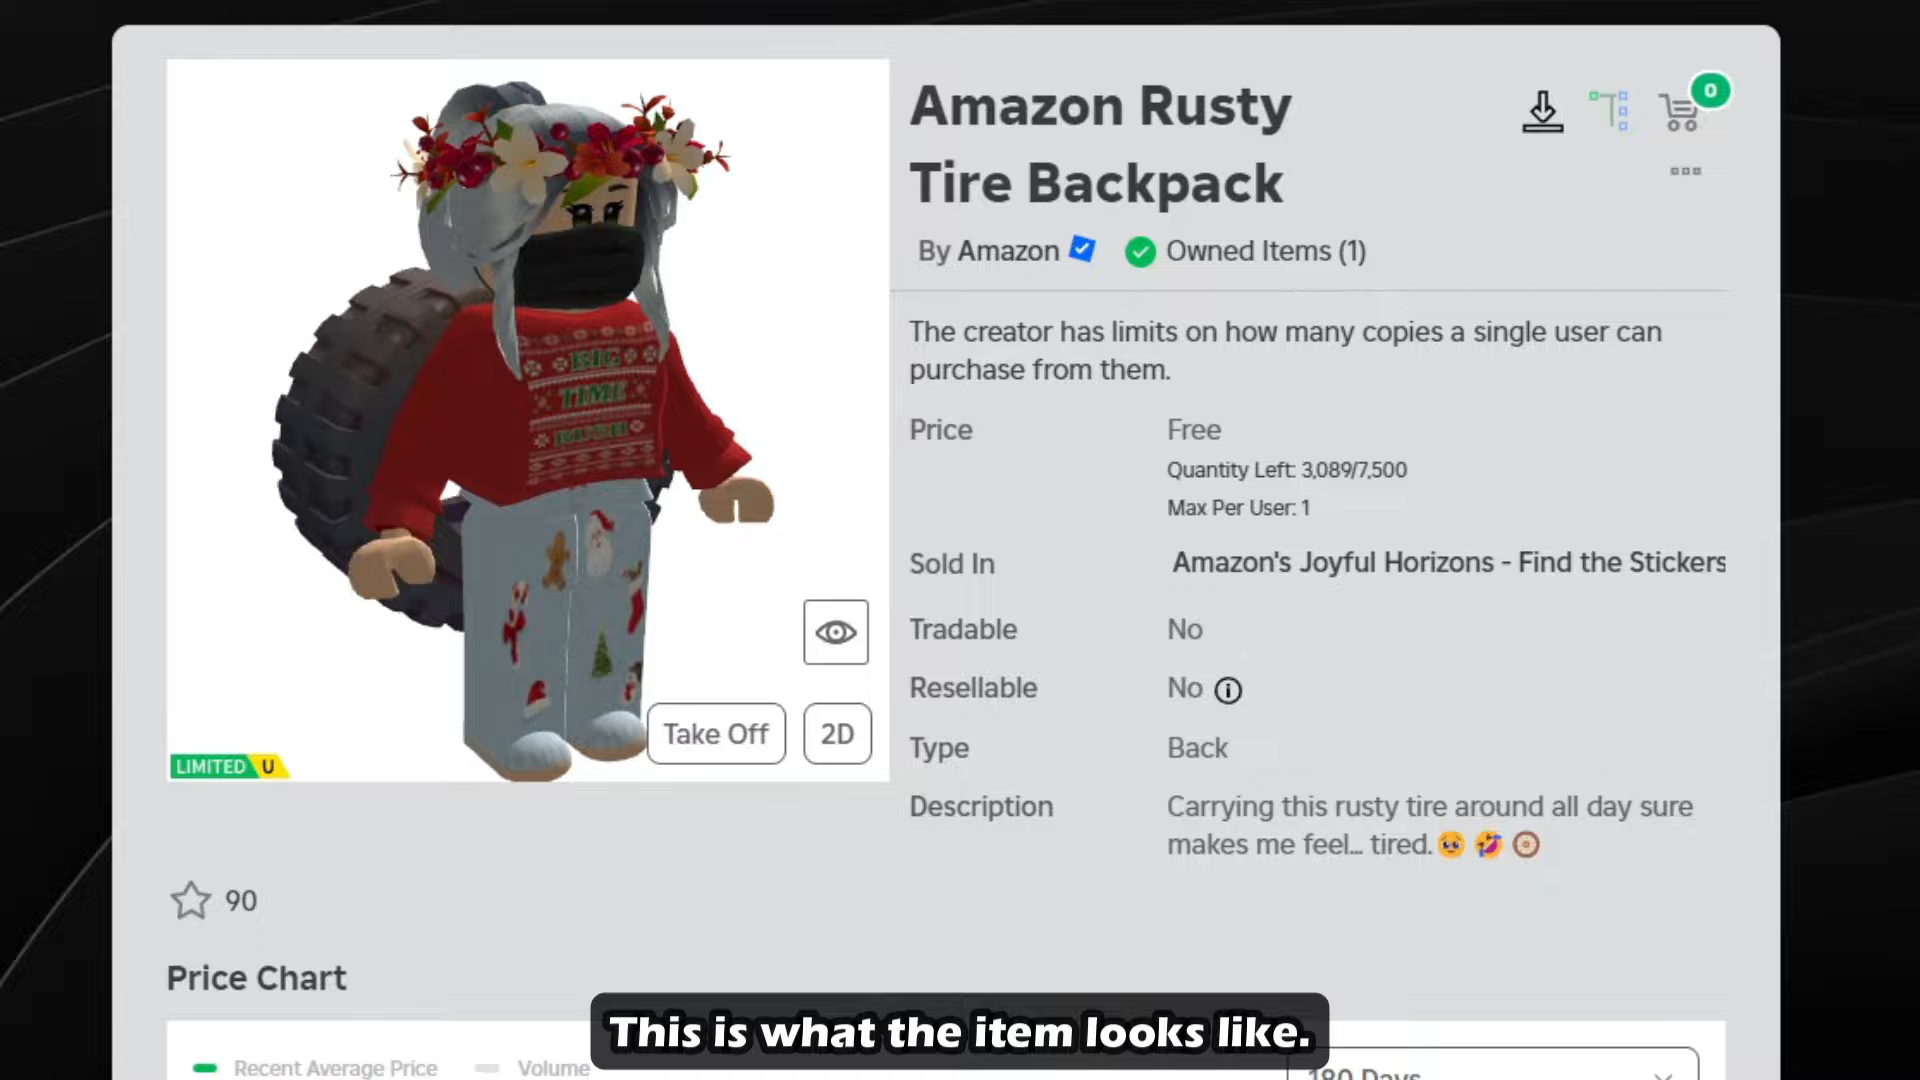 Amazon Rusty
Tire Backpack
0
By Amazon
Owned Items (1)
The creator has limits on how many copies a single user can
purchase from them.
Price
Free
Quantity Left: 3,089/7,500
Max Per User: 1
Sold In
Amazon's Joyful Horizons - Find the Stickers
Tradable
No
Resellable
No
Type
Back
Description
Carrying this rusty tire around all day sure
makes me feel... tired.🥹 🤣 🛞
BIG
TIME
RUSH
Take Off
2D
LIMITED U
90
Price Chart
This is what the item looks like.
Recent Average Price
Volume
180 Days